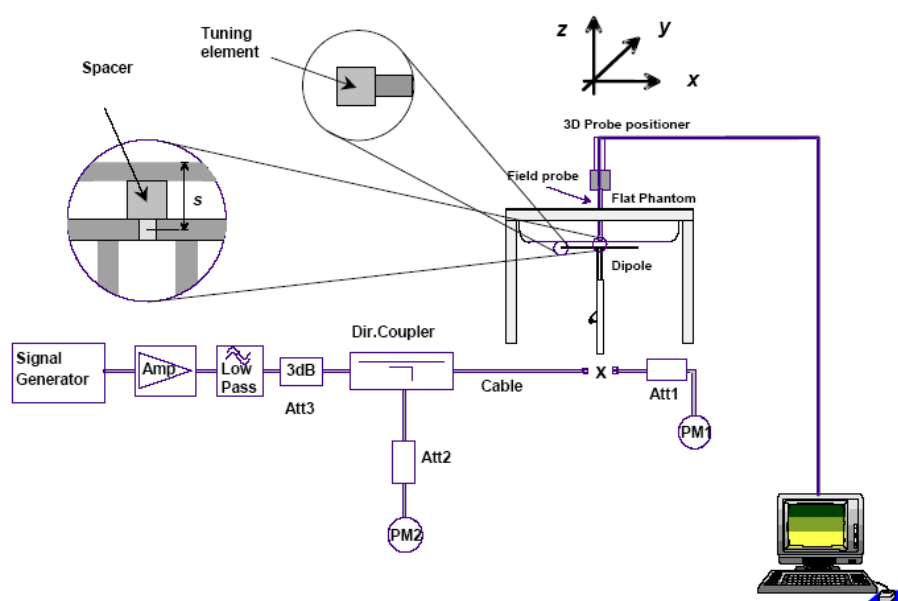 Tuning
element
Spacer
s
z
y
x
3D Probe positioner
Field probe
Flat Phantom
Dipole
Dir.Coupler
Signal
Generator
Amp
Low
Pass
3dB
Att3
Cable
X
Att1
PM1
Att2
PM2